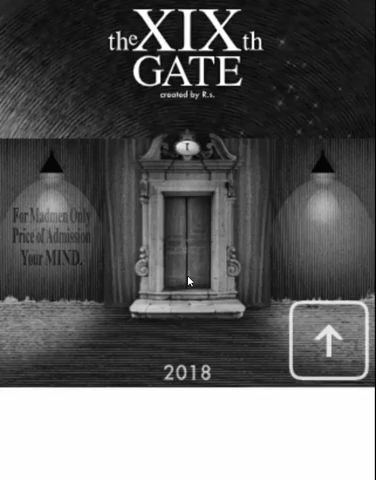 theXIXth
GATE
created by R.s.
I
For Madmen Only
Price of Admission
Your MIND.
2018